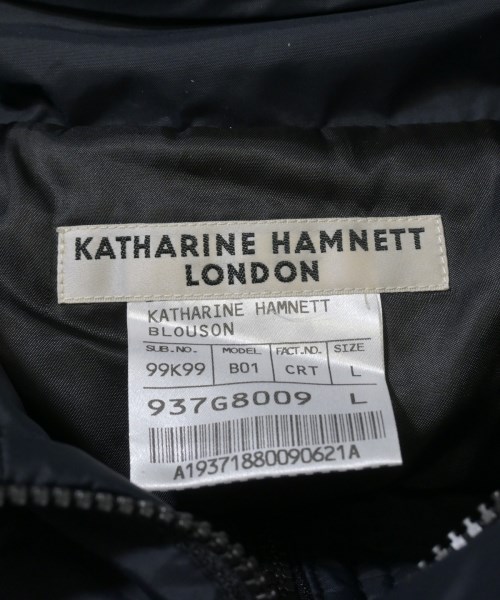 KATHARINE HAMNETT
LONDON
KATHARINE HAMNETT
BLOUSON
SUB.NO. MODEL FACT.NO. SIZE
99K99 B01 CRT L
937G8009 L
A19371880090621A